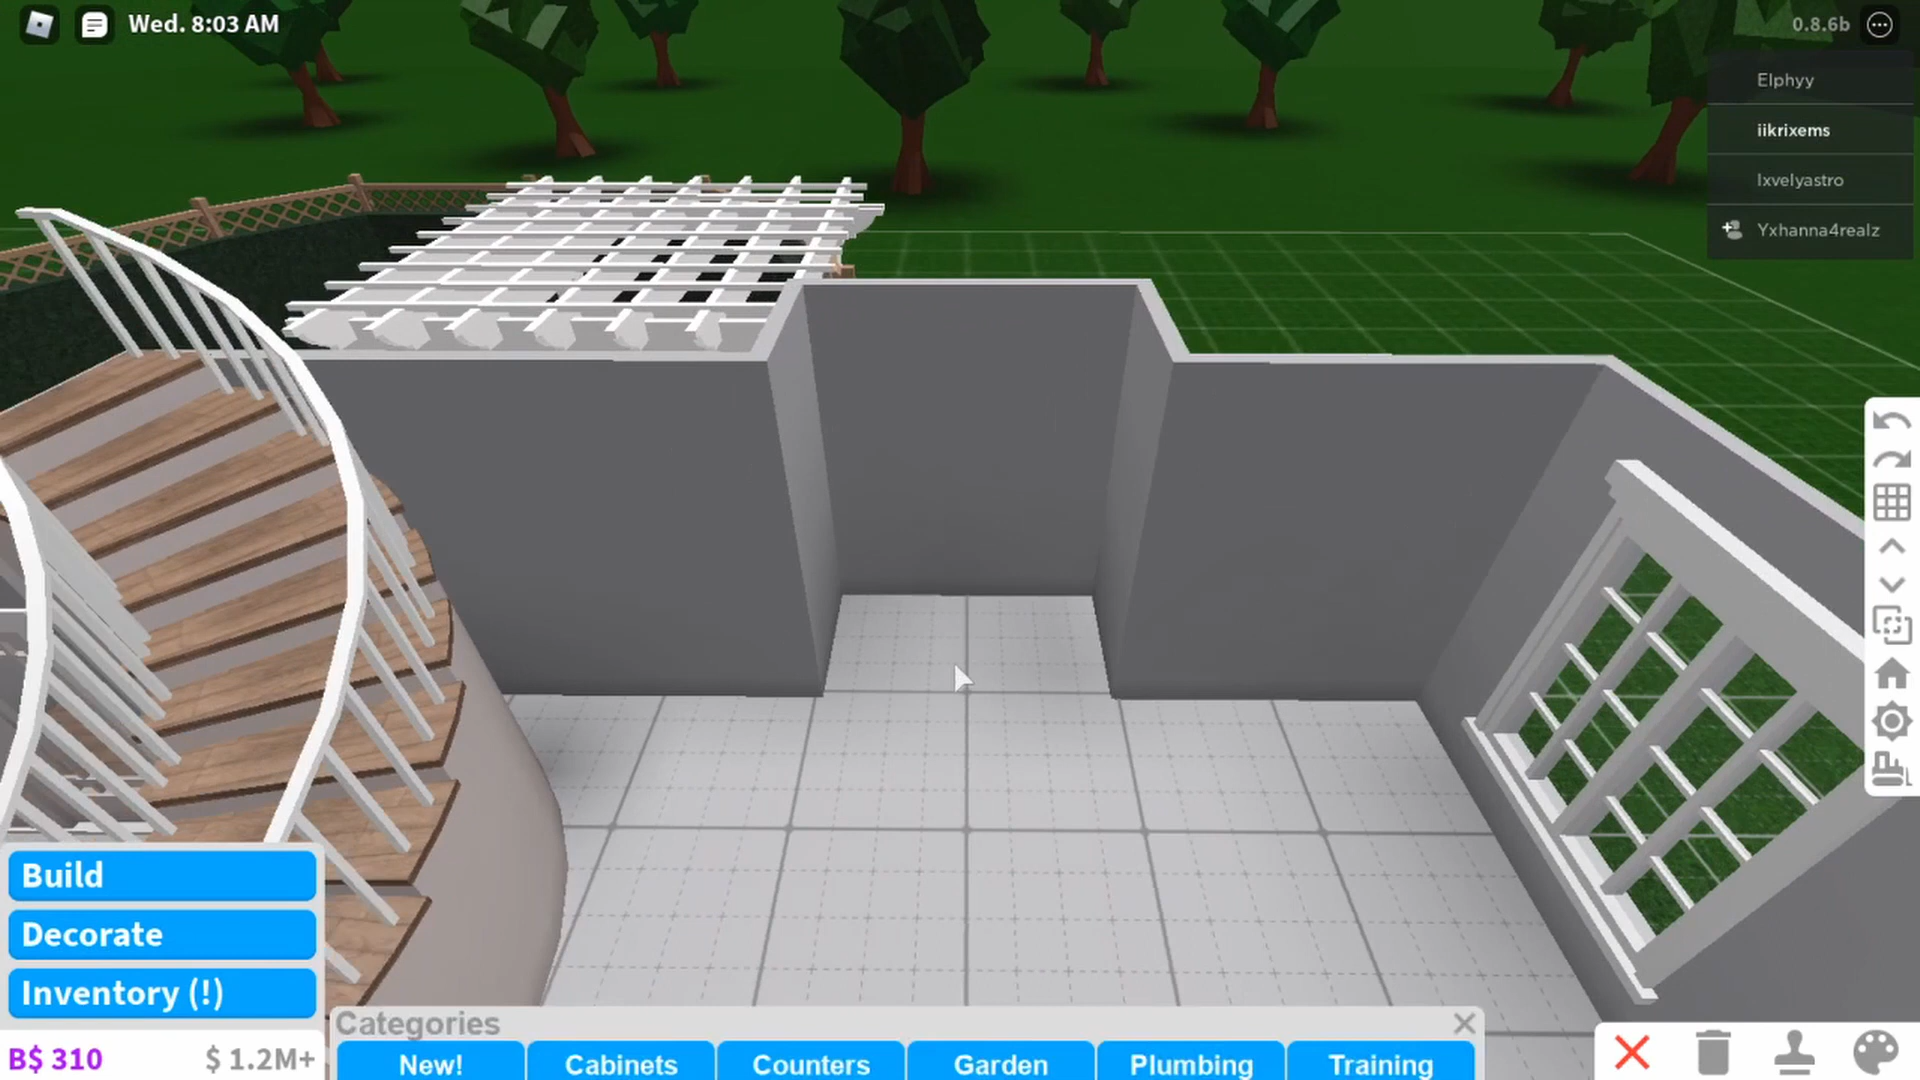 Wed. 8:03 AM
0.8.6b
Elphyy
iikrixems
lxvelyastro
Yxhanna4realz
Build
Decorate
Inventory (!)
B$ 310
$ 1.2M+
Categories
New!
Cabinets
Counters
Garden
Plumbing
Training